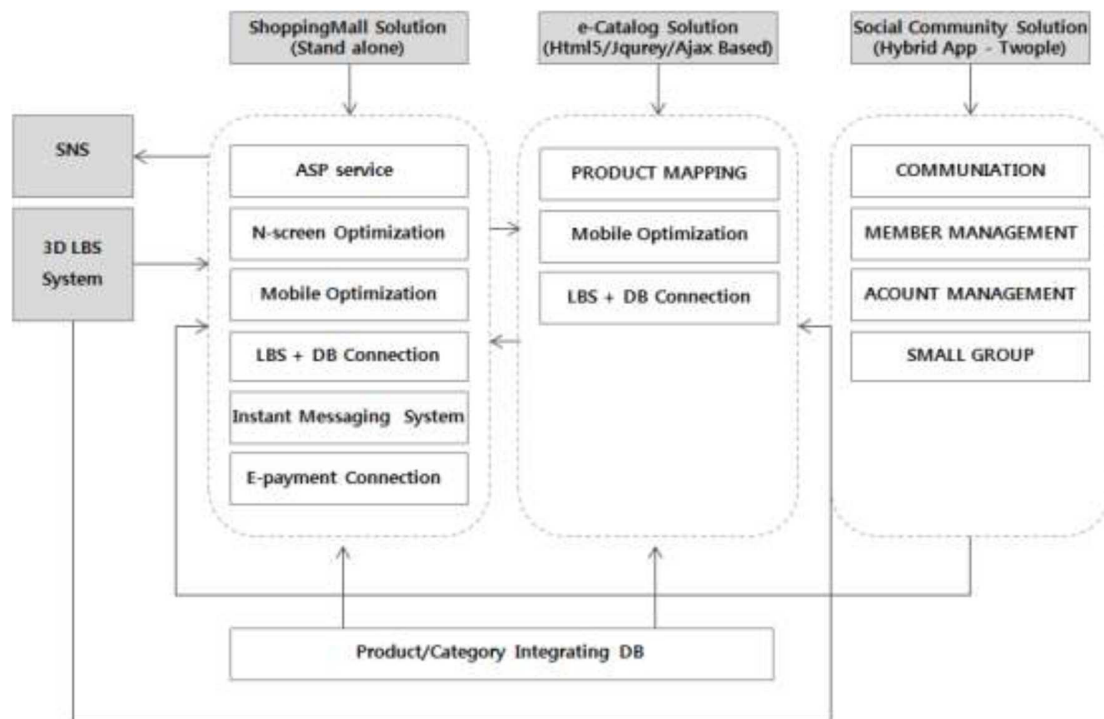 ShoppingMall Solution
(Stand alone)
e-Catalog Solution
(Html5/Jqurey/Ajax Based)
Social Community Solution
(Hybrid App - Twople)
SNS
3D LBS
System
ASP service
N-screen Optimization
Mobile Optimization
LBS + DB Connection
Instant Messaging System
E-payment Connection
PRODUCT MAPPING
Mobile Optimization
LBS + DB Connection
COMMUNIATION
MEMBER MANAGEMENT
ACOUNT MANAGEMENT
SMALL GROUP
Product/Category Integrating DB